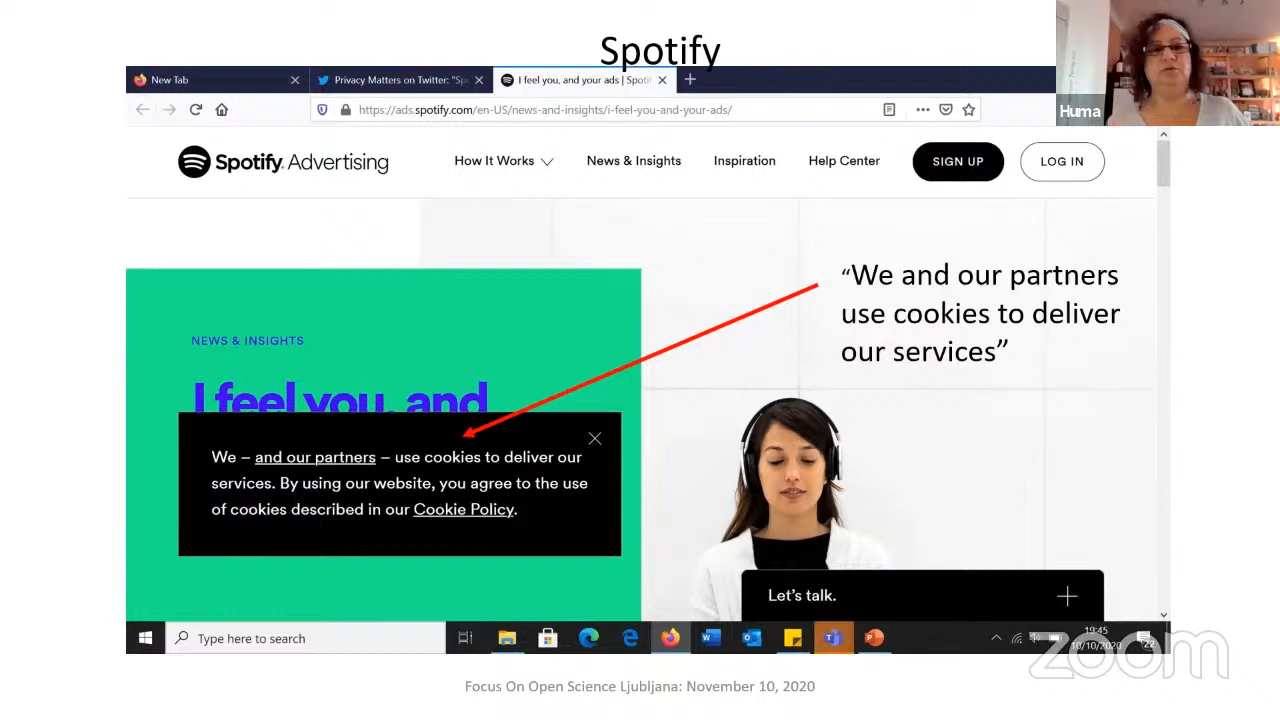 Spotify
Huma
New Tab
Privacy Matters on Twitter: "Sp
I feel you, and your ads | Spoti
https://ads.spotify.com/en-US/news-and-insights/i-feel-you-and-your-ads/
Spotify Advertising
How It Works
News & Insights
Inspiration
Help Center
SIGN UP
LOG IN
“We and our partners
use cookies to deliver
our services”
NEWS & INSIGHTS
I feel you, and
We – and our partners – use cookies to deliver our
services. By using our website, you agree to the use
of cookies described in our Cookie Policy.
Let's talk.
Type here to search
19:45
10/10/2020
22
zoom
Focus On Open Science Ljubljana: November 10, 2020